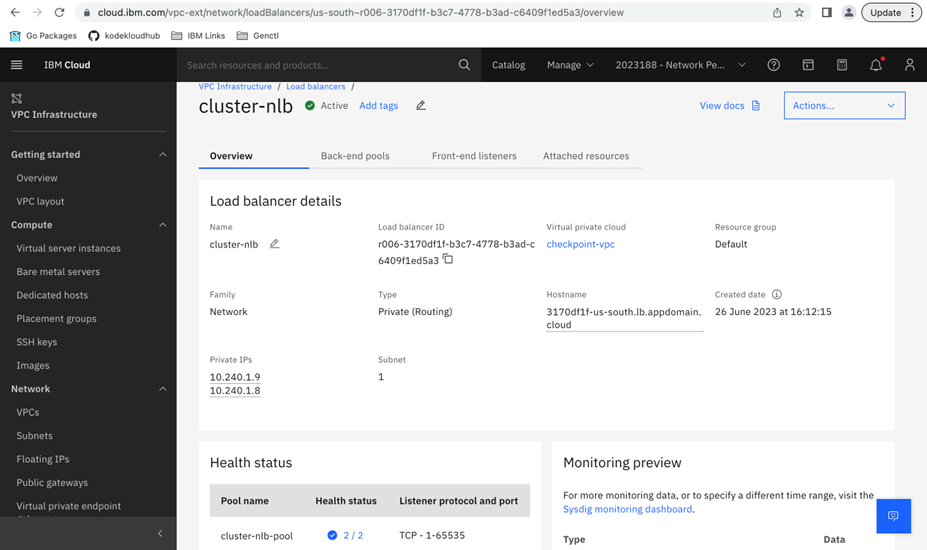 cloud.ibm.com/vpc-ext/network/loadBalancers/us-south~r006-3170df1f-b3c7-4778-b3ad-c6409f1ed5a3/overview
Update
Go Packages
kodekloudhub
IBM Links
Genctl
IBM Cloud
Search resources and products...
Catalog
Manage
2023188 - Network Pe...
VPC Infrastructure
Getting started
Overview
VPC layout
Compute
Virtual server instances
Bare metal servers
Dedicated hosts
Placement groups
SSH keys
Images
Network
VPCs
Subnets
Floating IPs
Public gateways
Virtual private endpoint
VPC Infrastructure / Load balancers /
cluster-nlb
Active
Add tags
View docs
Actions...
Overview
Back-end pools
Front-end listeners
Attached resources
Load balancer details
Name
cluster-nlb
Load balancer ID
r006-3170df1f-b3c7-4778-b3ad-c
6409f1ed5a3
Virtual private cloud
checkpoint-vpc
Resource group
Default
Family
Network
Type
Private (Routing)
Hostname
3170df1f-us-south.lb.appdomain.
cloud
Created date
26 June 2023 at 16:12:15
Private IPs
10.240.1.9
10.240.1.8
Subnet
1
Health status
Pool name
Health status
Listener protocol and port
cluster-nlb-pool
2 / 2
TCP - 1-65535
Monitoring preview
For more monitoring data, or to specify a different time range, visit the
Sysdig monitoring dashboard.
Type
Data